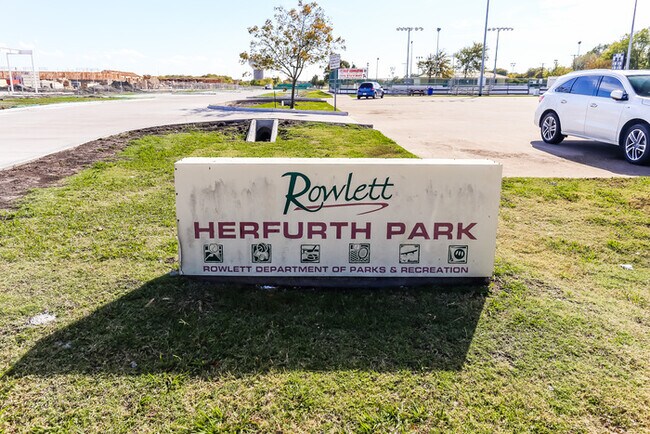 Rowlett
HERFURTH PARK
ROWLETT DEPARTMENT OF PARKS & RECREATION